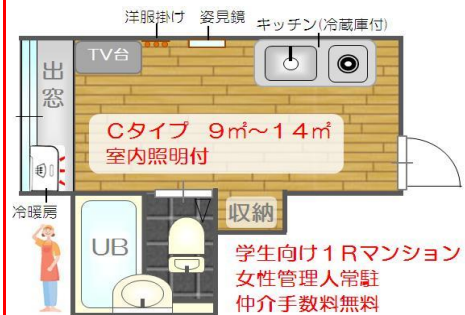 洋服掛け 姿見鏡 キッチン(冷蔵庫付)
TV台
出窓
Cタイプ 9㎡～14㎡
室内照明付
冷暖房
UB
収納
学生向け1Rマンション
女性管理人常駐
仲介手数料無料